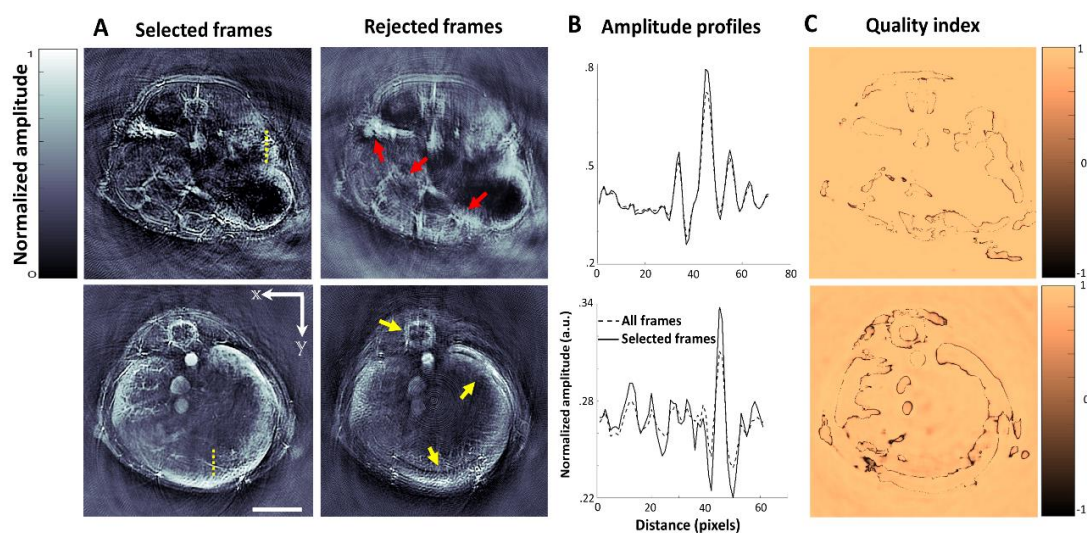 A
Selected frames
Rejected frames
B
Amplitude profiles
C
Quality index
Normalized amplitude
1
0
x
y
.8
.5
.2
0
20
40
60
80
.34
.28
.22
All frames
Selected frames
Normalized amplitude (a.u.)
0
20
40
60
Distance (pixels)
1
0
-1
1
0
-1